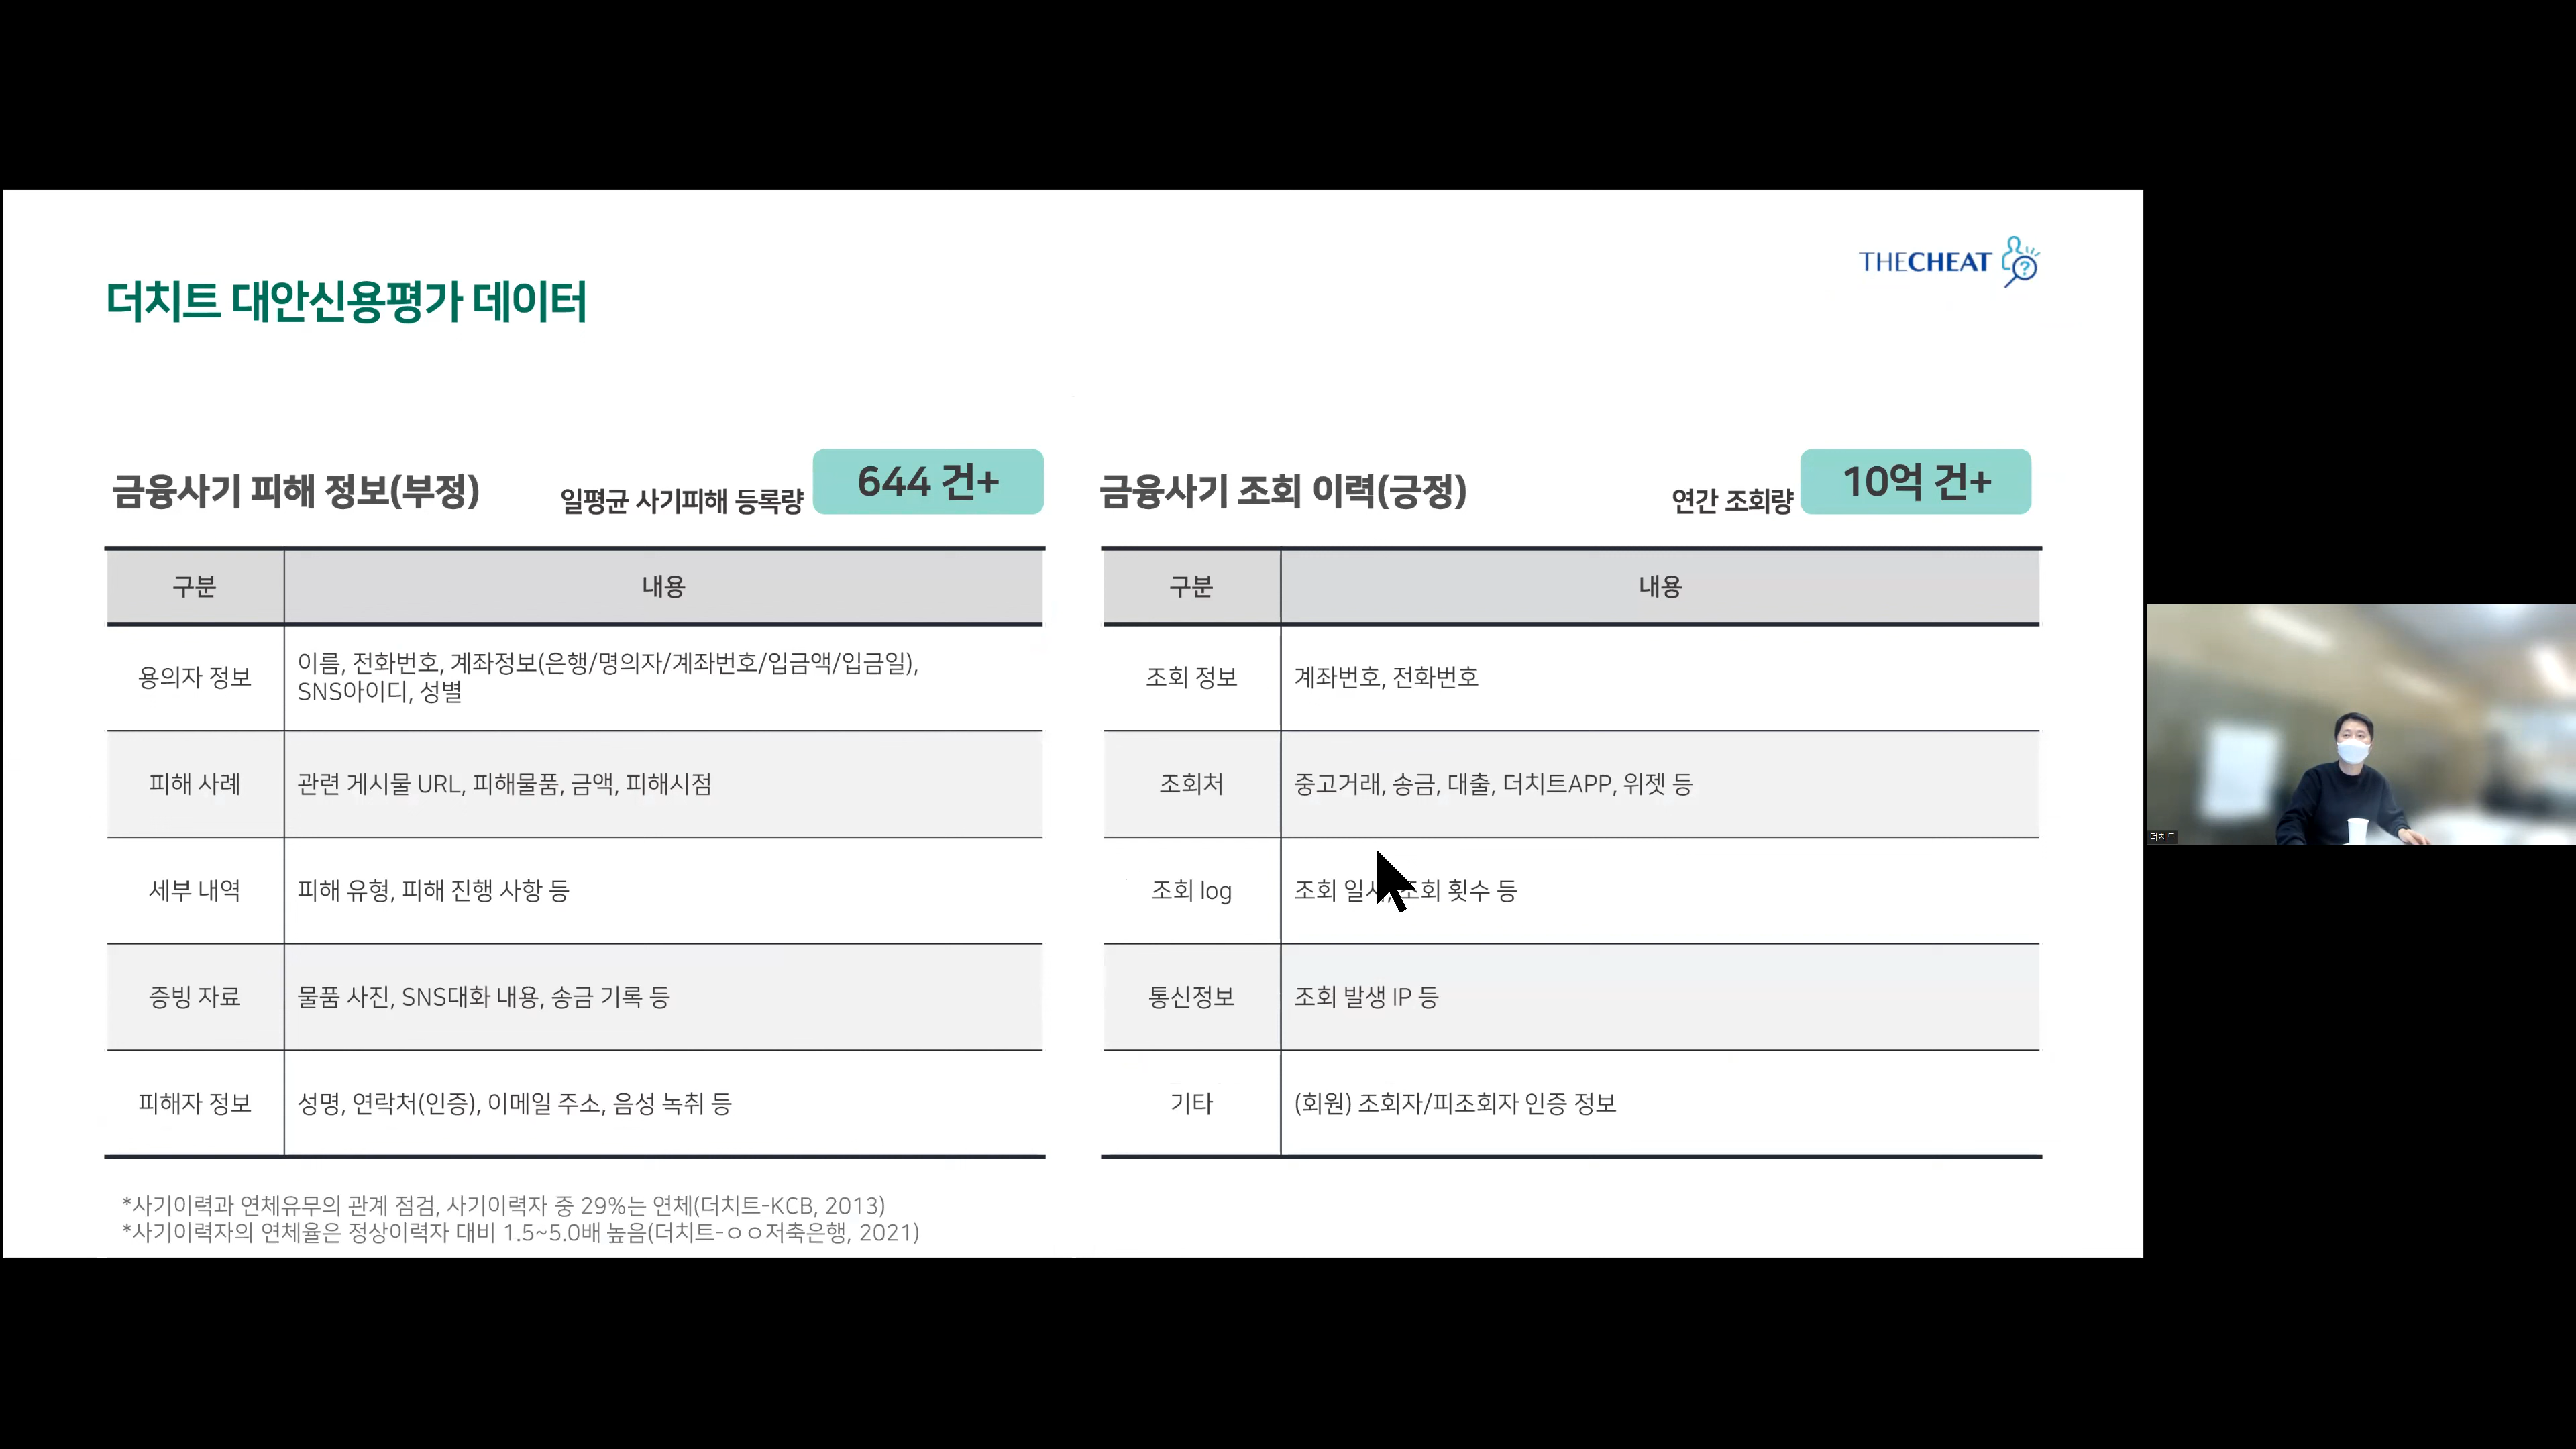 THECHEAT
더치트 대안신용평가 데이터
금융사기 피해 정보(부정)
일평균 사기피해 등록량
644 건+
구분
내용
용의자 정보
이름, 전화번호, 계좌정보(은행/명의자/계좌번호/입금액/입금일),
SNS아이디, 성별
피해 사례
관련 게시물 URL, 피해물품, 금액, 피해시점
세부 내역
피해 유형, 피해 진행 사항 등
증빙 자료
물품 사진, SNS대화 내용, 송금 기록 등
피해자 정보
성명, 연락처(인증), 이메일 주소, 음성 녹취 등
금융사기 조회 이력(긍정)
연간 조회량
10억 건+
구분
내용
조회 정보
계좌번호, 전화번호
조회처
중고거래, 송금, 대출, 더치트APP, 위젯 등
조회 log
조회 일시, 조회 횟수 등
통신정보
조회 발생 IP 등
기타
(회원) 조회자/피조회자 인증 정보
*사기이력과 연체유무의 관계 점검, 사기이력자 중 29%는 연체(더치트-KCB, 2013)
*사기이력자의 연체율은 정상이력자 대비 1.5~5.0배 높음(더치트-ㅇㅇ저축은행, 2021)
더치트